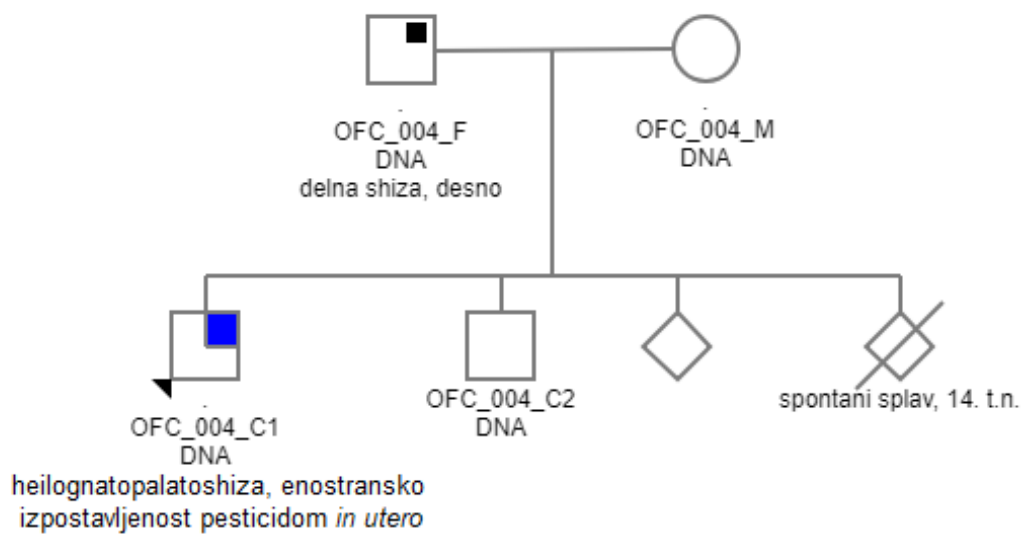 OFC_004_F
DNA
delna shiza, desno
OFC_004_M
DNA
OFC_004_C1
DNA
heilognatopalatoshiza, enostransko
izpostavljenost pesticidom in utero
OFC_004_C2
DNA
spontani splav, 14. t.n.